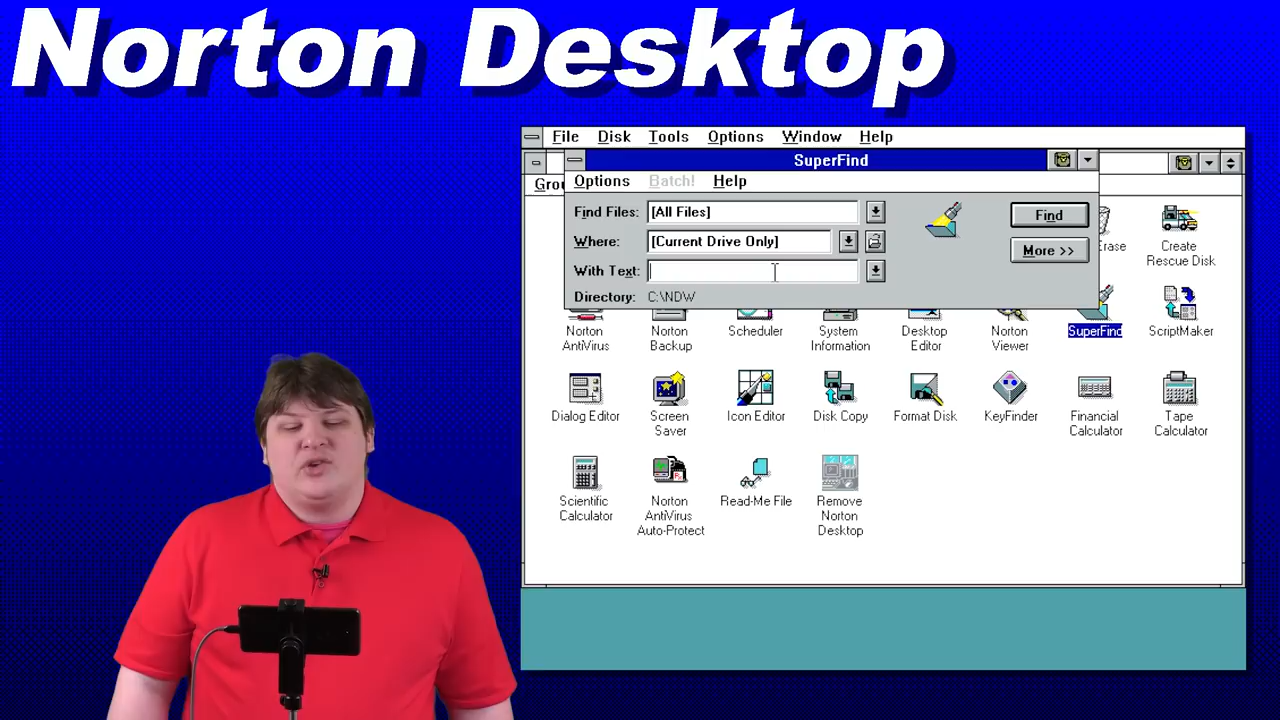 Norton Desktop
File Disk Tools Options Window Help
SuperFind
Options Batch! Help
Find Files: [All Files]
Find
Where: [Current Drive Only]
More >>
With Text:
Directory: C:\NDW
Create
Rescue Disk
Norton
AntiVirus
Norton
Backup
Scheduler
System
Information
Desktop
Editor
Norton
Viewer
SuperFind
ScriptMaker
Dialog Editor
Screen
Saver
Icon Editor
Disk Copy
Format Disk
KeyFinder
Financial
Calculator
Tape
Calculator
Scientific
Calculator
Norton
AntiVirus
Auto-Protect
Read-Me File
Remove
Norton
Desktop